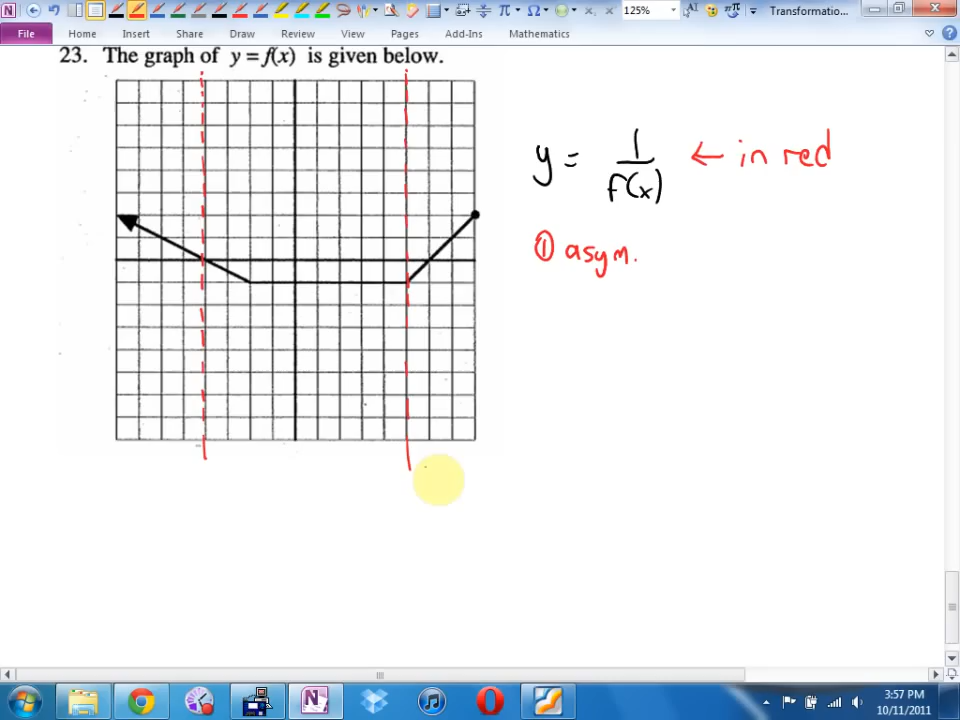 125%
Transformatio...
File Home Insert Share Draw Review View Pages Add-Ins Mathematics
23. The graph of y = f(x) is given below.
y = 1/f(x) ← in red
① asym.
3:57 PM
10/11/2011